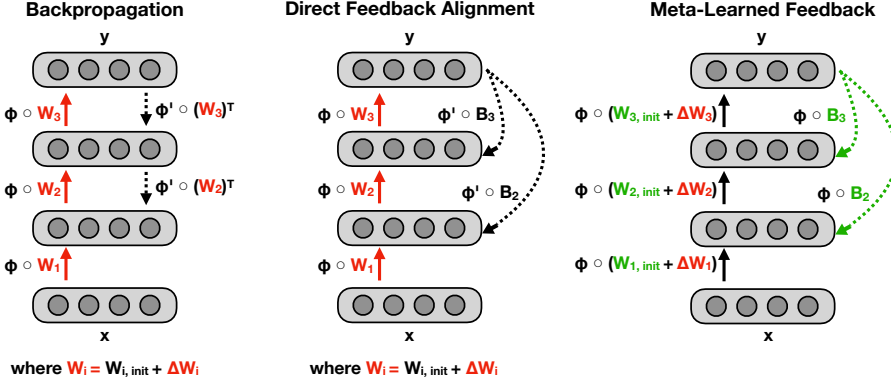 Backpropagation
y
ϕ ○ W₃
ϕ' ○ (W₃)ᵀ
ϕ ○ W₂
ϕ' ○ (W₂)ᵀ
ϕ ○ W₁
x
where Wᵢ = Wᵢ, ᵢₙᵢₜ + ΔWᵢ
Direct Feedback Alignment
y
ϕ ○ W₃
ϕ' ○ B₃
ϕ ○ W₂
ϕ' ○ B₂
ϕ ○ W₁
x
where Wᵢ = Wᵢ, ᵢₙᵢₜ + ΔWᵢ
Meta-Learned Feedback
y
ϕ ○ (W₃, ᵢₙᵢₜ + ΔW₃)
ϕ ○ B₃
ϕ ○ (W₂, ᵢₙᵢₜ + ΔW₂)
ϕ ○ B₂
ϕ ○ (W₁, ᵢₙᵢₜ + ΔW₁)
x